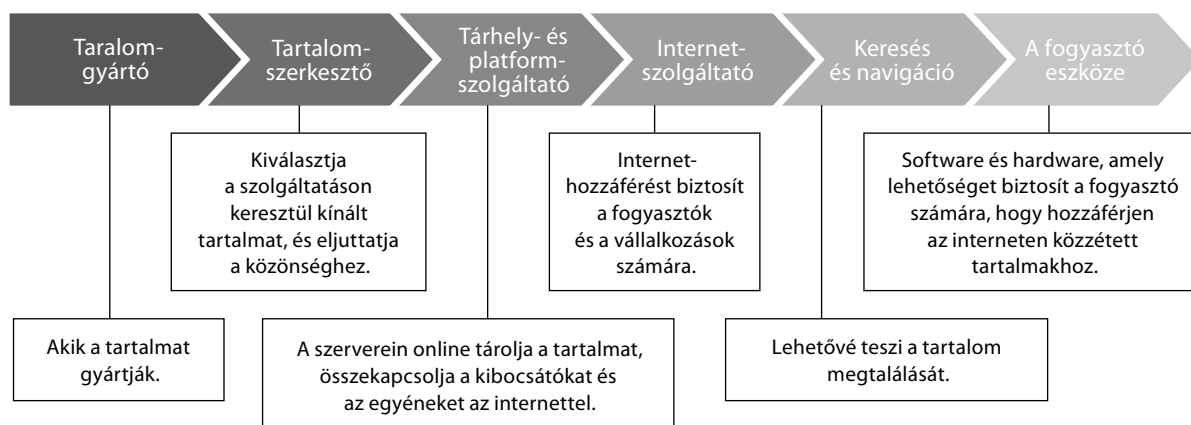 Taralom-
gyártó
Tartalom-
szerkesztő
Tárhely- és
platform-
szolgáltató
Internet-
szolgáltató
Keresés
és navigáció
A fogyasztó
eszköze
Kiválasztja
a szolgáltatáson
keresztül kínált
tartalmat, és eljuttatja
a közönséghez.
Internet-
hozzáférést biztosít
a fogyasztók
és a vállalkozások
számára.
Software és hardware, amely
lehetőséget biztosít a fogyasztó
számára, hogy hozzáférjen
az interneten közzétett
tartalmakhoz.
Akik a tartalmat
gyártják.
A szerverein online tárolja a tartalmat,
összekapcsolja a kibocsátókat és
az egyéneket az internettel.
Lehetővé teszi a tartalom
megtalálását.